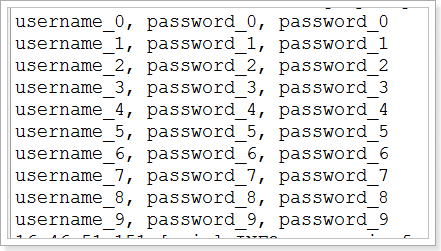 username_0, password_0, password_0
username_1, password_1, password_1
username_2, password_2, password_2
username_3, password_3, password_3
username_4, password_4, password_4
username_5, password_5, password_5
username_6, password_6, password_6
username_7, password_7, password_7
username_8, password_8, password_8
username_9, password_9, password_9